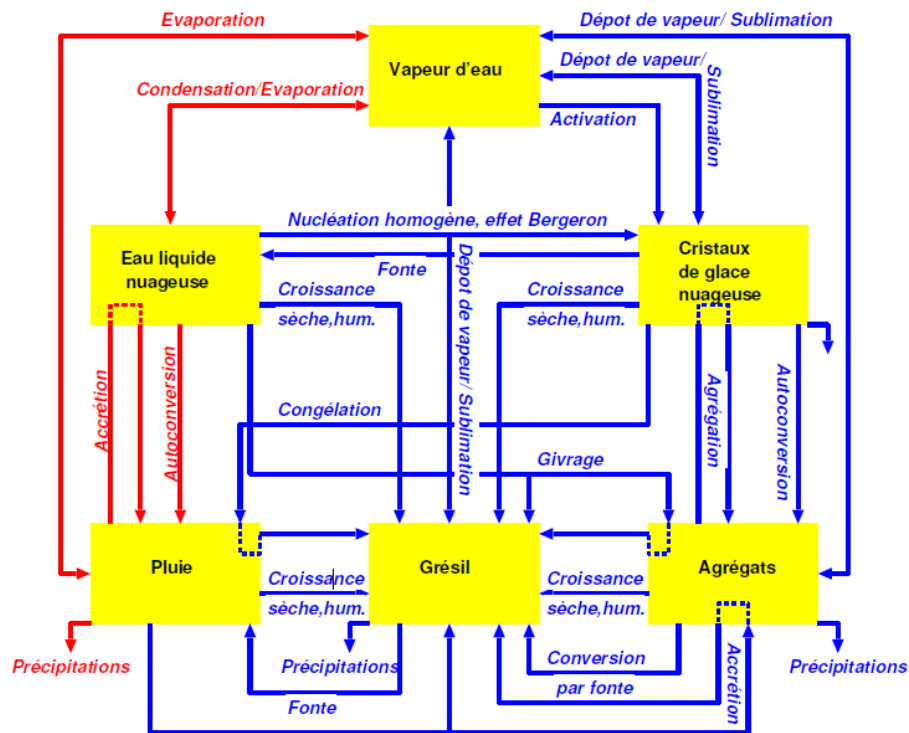 Evaporation
Dépot de vapeur/ Sublimation
Vapeur d'eau
Dépot de vapeur/
Sublimation
Condensation/Evaporation
Activation
Nucléation homogène, effet Bergeron
Eau liquide
nuageuse
Cristaux
de glace
nuageuse
Fonte
Dépot de vapeur/ Sublimation
Croissance
sèche,hum.
Croissance
sèche,hum.
Accrétion
Autoconversion
Agrégation
Autoconversion
Congélation
Givrage
Pluie
Grésil
Agrégats
Croissance
sèche,hum.
Croissance
sèche,hum.
Précipitations
Précipitations
Conversion
par fonte
Accrétion
Précipitations
Fonte